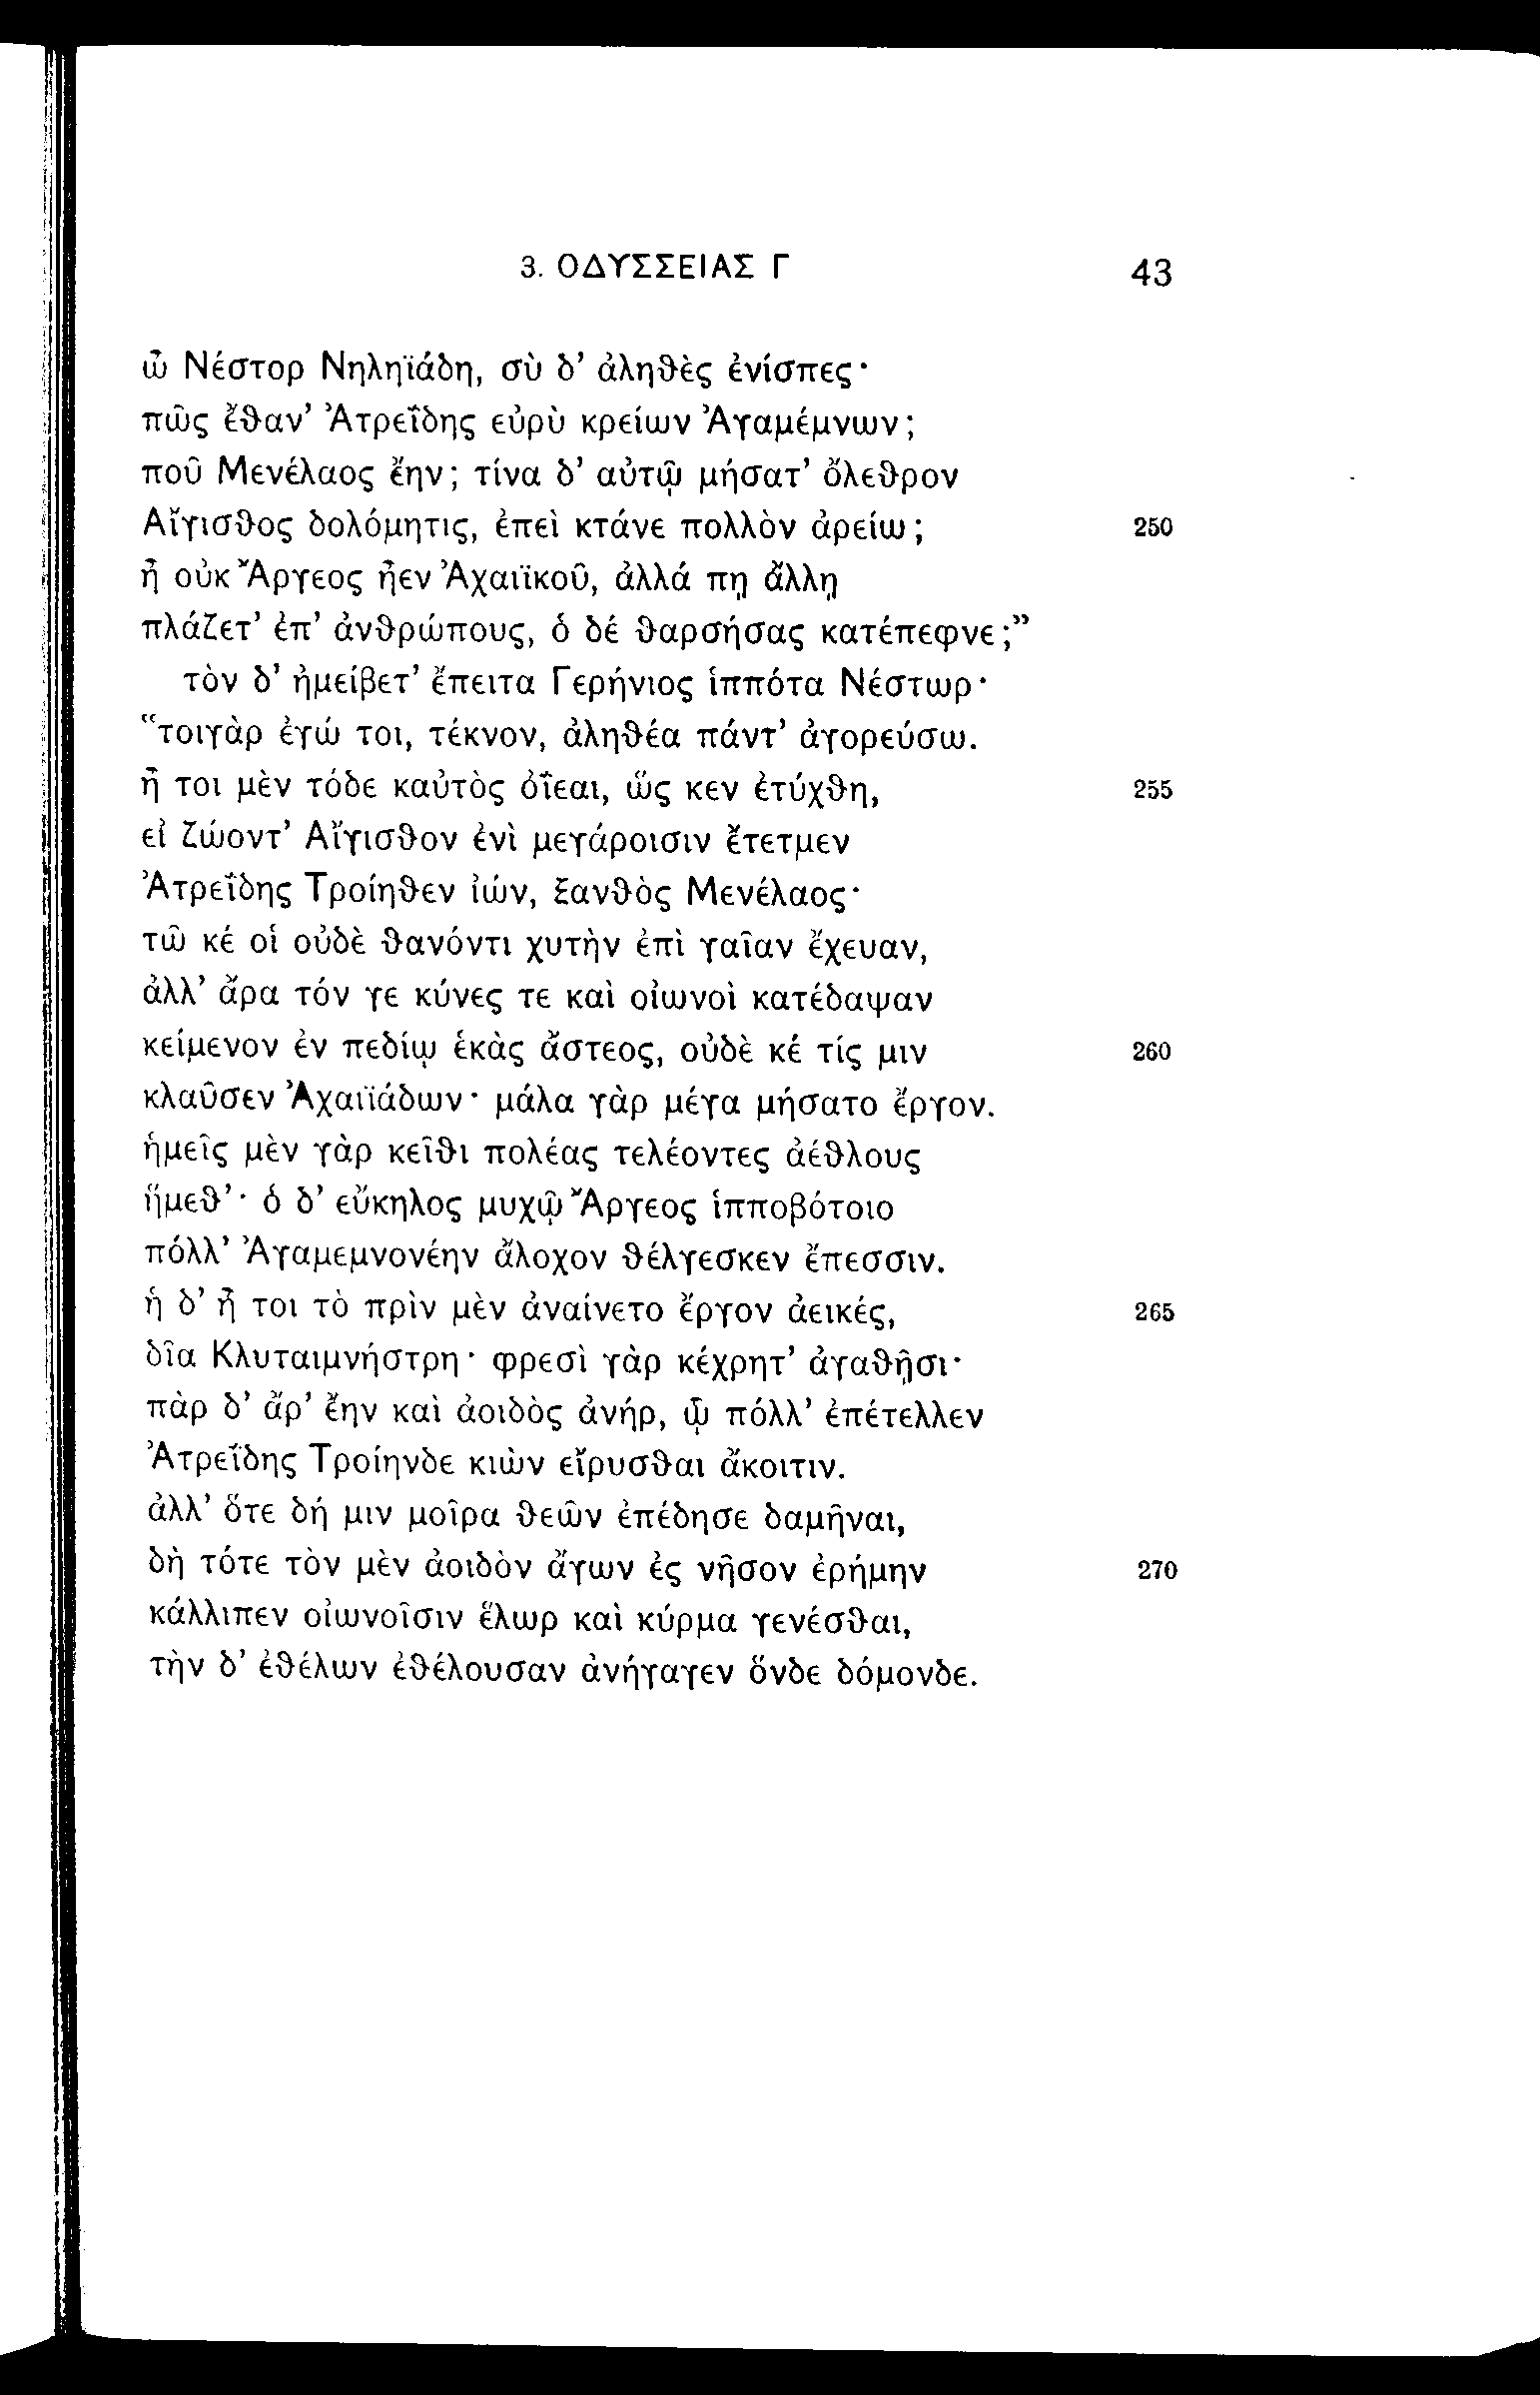 3. ΟΔΥΣΣΕΙΑΣ Γ 43
ὦ Νέστορ Νηληϊάδη, σὺ δ’ ἀληθὲς ἐνίσπες·
πῶς ἔθαν’ Ἀτρεΐδης εὐρὺ κρείων Ἀγαμέμνων;
ποῦ Μενέλαος ἔην; τίνα δ’ αὐτῷ μήσατ’ ὄλεθρον
Αἴγισθος δολόμητις, ἐπεὶ κτάνε πολλὸν ἀρείω; 250
ἦ οὐκ Ἄργεος ἦεν Ἀχαιϊκοῦ, ἀλλά πῃ ἄλλῃ
πλάζετ’ ἐπ’ ἀνθρώπους, ὁ δέ θαρσήσας κατέπεφνε;”
τὸν δ’ ἠμείβετ’ ἔπειτα Γερήνιος ἱππότα Νέστωρ·
“τοιγὰρ ἐγώ τοι, τέκνον, ἀληθέα πάντ’ ἀγορεύσω.
ἦ τοι μὲν τόδε καὐτὸς ὀΐεαι, ὥς κεν ἐτύχθη, 255
εἰ ζώοντ’ Αἴγισθον ἐνὶ μεγάροισιν ἔτετμεν
Ἀτρεΐδης Τροίηθεν ἰών, ξανθὸς Μενέλαος·
τῶ κέ οἱ οὐδὲ θανόντι χυτὴν ἐπὶ γαῖαν ἔχευαν,
ἀλλ’ ἄρα τόν γε κύνες τε καὶ οἰωνοὶ κατέδαψαν
κείμενον ἐν πεδίῳ ἑκὰς ἄστεος, οὐδὲ κέ τίς μιν 260
κλαῦσεν Ἀχαιϊάδων· μάλα γὰρ μέγα μήσατο ἔργον.
ἡμεῖς μὲν γὰρ κεῖθι πολέας τελέοντες ἀέθλους
ἥμεθ’· ὁ δ’ εὔκηλος μυχῷ Ἄργεος ἱπποβότοιο
πόλλ’ Ἀγαμεμνονέην ἄλοχον θέλγεσκεν ἔπεσσιν.
ἡ δ’ ἦ τοι τὸ πρὶν μὲν ἀναίνετο ἔργον ἀεικές, 265
δῖα Κλυταιμνήστρη· φρεσὶ γὰρ κέχρητ’ ἀγαθῇσι·
πὰρ δ’ ἄρ’ ἔην καὶ ἀοιδὸς ἀνήρ, ᾧ πόλλ’ ἐπέτελλεν
Ἀτρεΐδης Τροίηνδε κιὼν εἴρυσθαι ἄκοιτιν.
ἀλλ’ ὅτε δή μιν μοῖρα θεῶν ἐπέδησε δαμῆναι,
δὴ τότε τὸν μὲν ἀοιδὸν ἄγων ἐς νῆσον ἐρήμην 270
κάλλιπεν οἰωνοῖσιν ἕλωρ καὶ κύρμα γενέσθαι,
τὴν δ’ ἐθέλων ἐθέλουσαν ἀνήγαγεν ὅνδε δόμονδε.